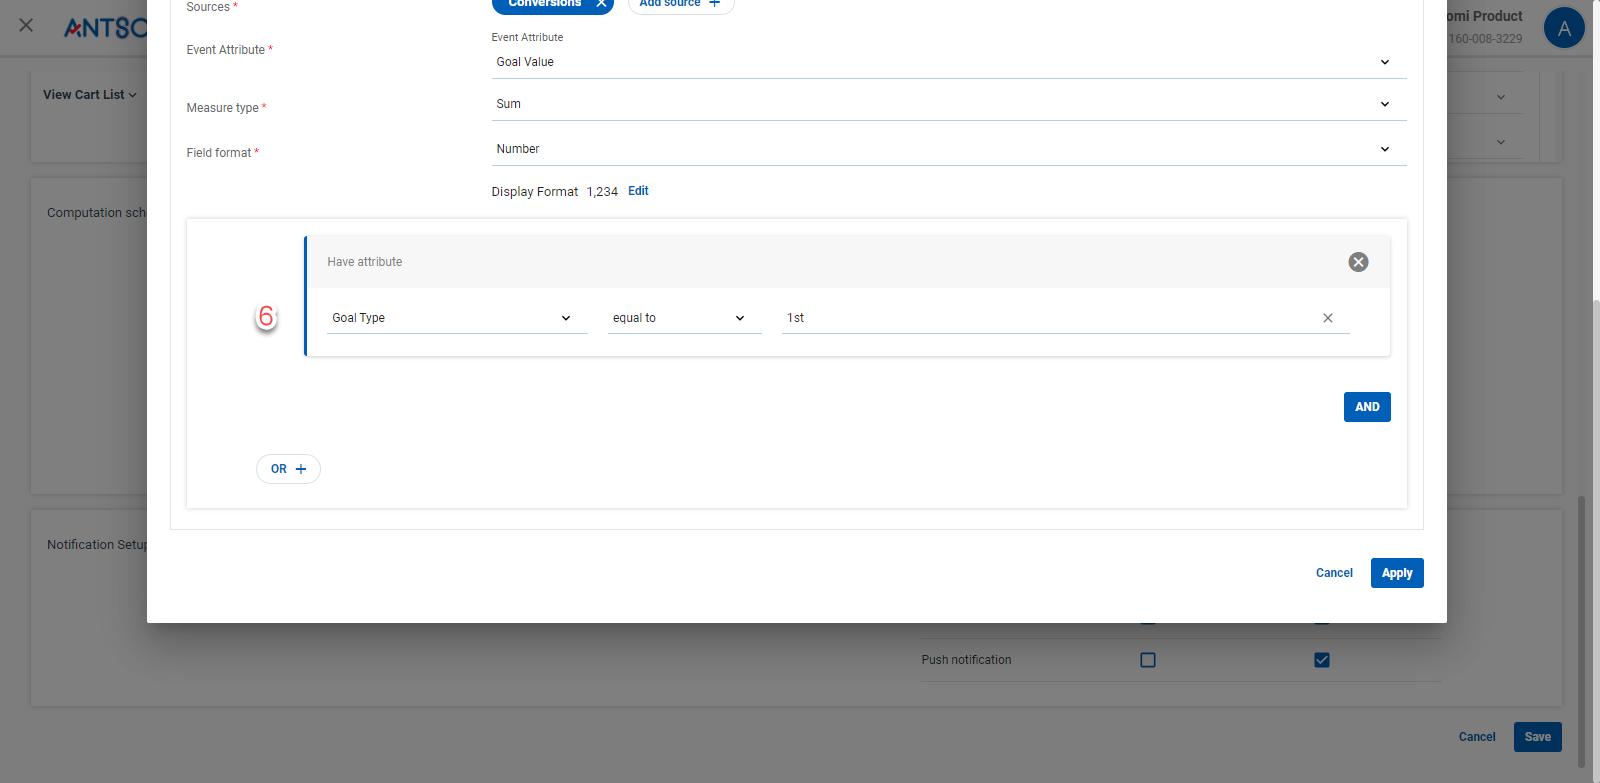 Sources *
Conversions
Add source
ANTSO
omi Product
160-008-3229
A
Event Attribute *
Event Attribute
Goal Value
View Cart List
Measure type *
Sum
Field format *
Number
Display Format 1,234 Edit
Computation sch
Have attribute
6
Goal Type
equal to
1st
AND
OR +
Notification Setup
Cancel
Apply
Push notification
Cancel
Save